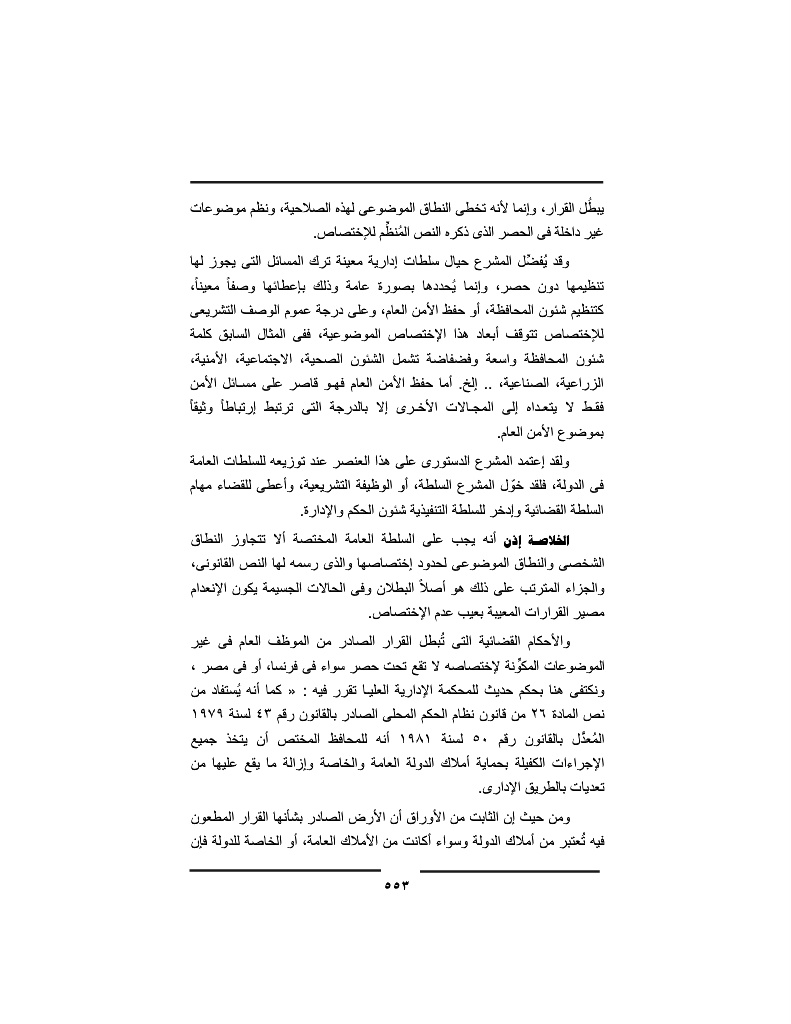 يبطَّل القرار، وإنما لأنه تخطى النطاق الموضوعى لهذه الصلاحية، ونظم موضوعات
غير داخلة فى الحصر الذى ذكره النص المُنظِّم للإختصاص.
وقد يُفضِّل المشرع حيال سلطات إدارية معينة ترك المسائل التى يجوز لها
تنظيمها دون حصر، وإنما يُحددها بصورة عامة وذلك بإعطائها وصفاً معيناً،
كتنظيم شئون المحافظة، أو حفظ الأمن العام، وعلى درجة عموم الوصف التشريعى
للإختصاص تتوقف أبعاد هذا الإختصاص الموضوعية، ففى المثال السابق كلمة
شئون المحافظة واسعة وفضفاضة تشمل الشئون الصحية، الاجتماعية، الأمنية،
الزراعية، الصناعية، .. إلخ. أما حفظ الأمن العام فهو قاصر على مسائل الأمن
فقط لا يتعداه إلى المجالات الأخرى إلا بالدرجة التى ترتبط إرتباطاً وثيقاً
بموضوع الأمن العام.
ولقد إعتمد المشرع الدستورى على هذا العنصر عند توزيعه للسلطات العامة
فى الدولة، فلقد خوَّل المشرع السلطة، أو الوظيفة التشريعية، وأعطى للقضاء مهام
السلطة القضائية وإدخر للسلطة التنفيذية شئون الحكم والإدارة.
الخلاصة إذن أنه يجب على السلطة العامة المختصة ألا تتجاوز النطاق
الشخصى والنطاق الموضوعى لحدود إختصاصها والذى رسمه لها النص القانونى،
والجزاء المترتب على ذلك هو أصلاً البطلان وفى الحالات الجسيمة يكون الإنعدام
مصير القرارات المعيبة بعيب عدم الإختصاص.
والأحكام القضائية التى تُبطل القرار الصادر من الموظف العام فى غير
الموضوعات المكوِّنة لإختصاصه لا تقع تحت حصر سواء فى فرنسا، أو فى مصر ،
ونكتفى هنا بحكم حديث للمحكمة الإدارية العليا تقرر فيه : « كما أنه يُستفاد من
نص المادة ٢٦ من قانون نظام الحكم المحلى الصادر بالقانون رقم ٤٣ لسنة ١٩٧٩
المُعدَّل بالقانون رقم ٥٠ لسنة ١٩٨١ أنه للمحافظ المختص أن يتخذ جميع
الإجراءات الكفيلة بحماية أملاك الدولة العامة والخاصة وإزالة ما يقع عليها من
تعديات بالطريق الإدارى.
ومن حيث إن الثابت من الأوراق أن الأرض الصادر بشأنها القرار المطعون
فيه تُعتبر من أملاك الدولة وسواء أكانت من الأملاك العامة، أو الخاصة للدولة فإن
٥٥٣